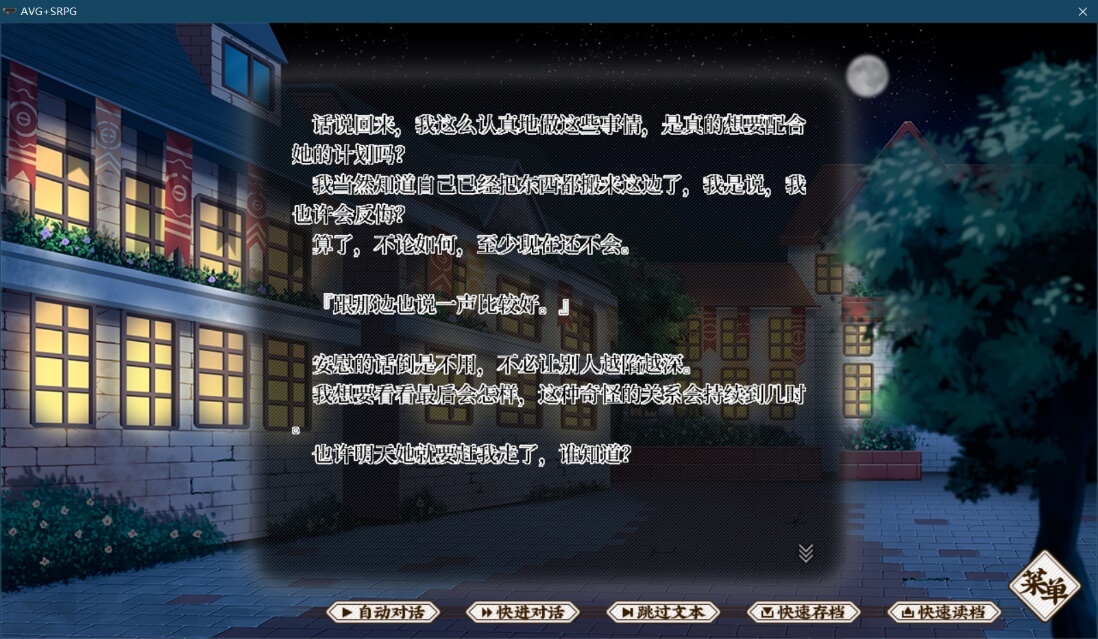 AVG+SRPG
话说回来，我这么认真地做这些事情，是真的想要配合
她的计划吗？
我当然知道自己已经把东西都搬来这边了，我是说，我
也许会反悔？
算了，不论如何，至少现在还不会。
『跟那边也说一声比较好。』
安慰的话倒是不用，不必让别人越陷越深。
我想要看看最后会怎样，这种奇怪的关系会持续到几时
。
也许明天她就要赶我走了，谁知道？
自动对话
快进对话
跳过文本
快速存档
快速读档
菜单